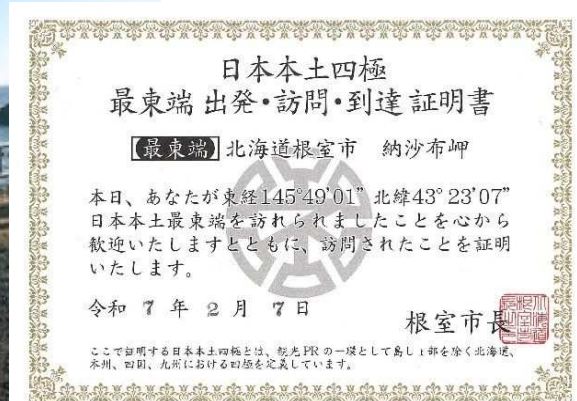 日本本土四極
最東端 出発・訪問・到達 証明書
【最東端】北海道根室市 納沙布岬
本日、あなたが東経145°49'01” 北緯43°23'07”
日本本土最東端を訪れられましたことを心から
歓迎いたしますとともに、訪問されたことを証明
いたします。
令和 7 年 2 月 7 日
根室市長
ここで証明する日本本土四極とは、観光PRの一環として島しょ部を除く北海道、
本州、四国、九州における四極を定義しています。